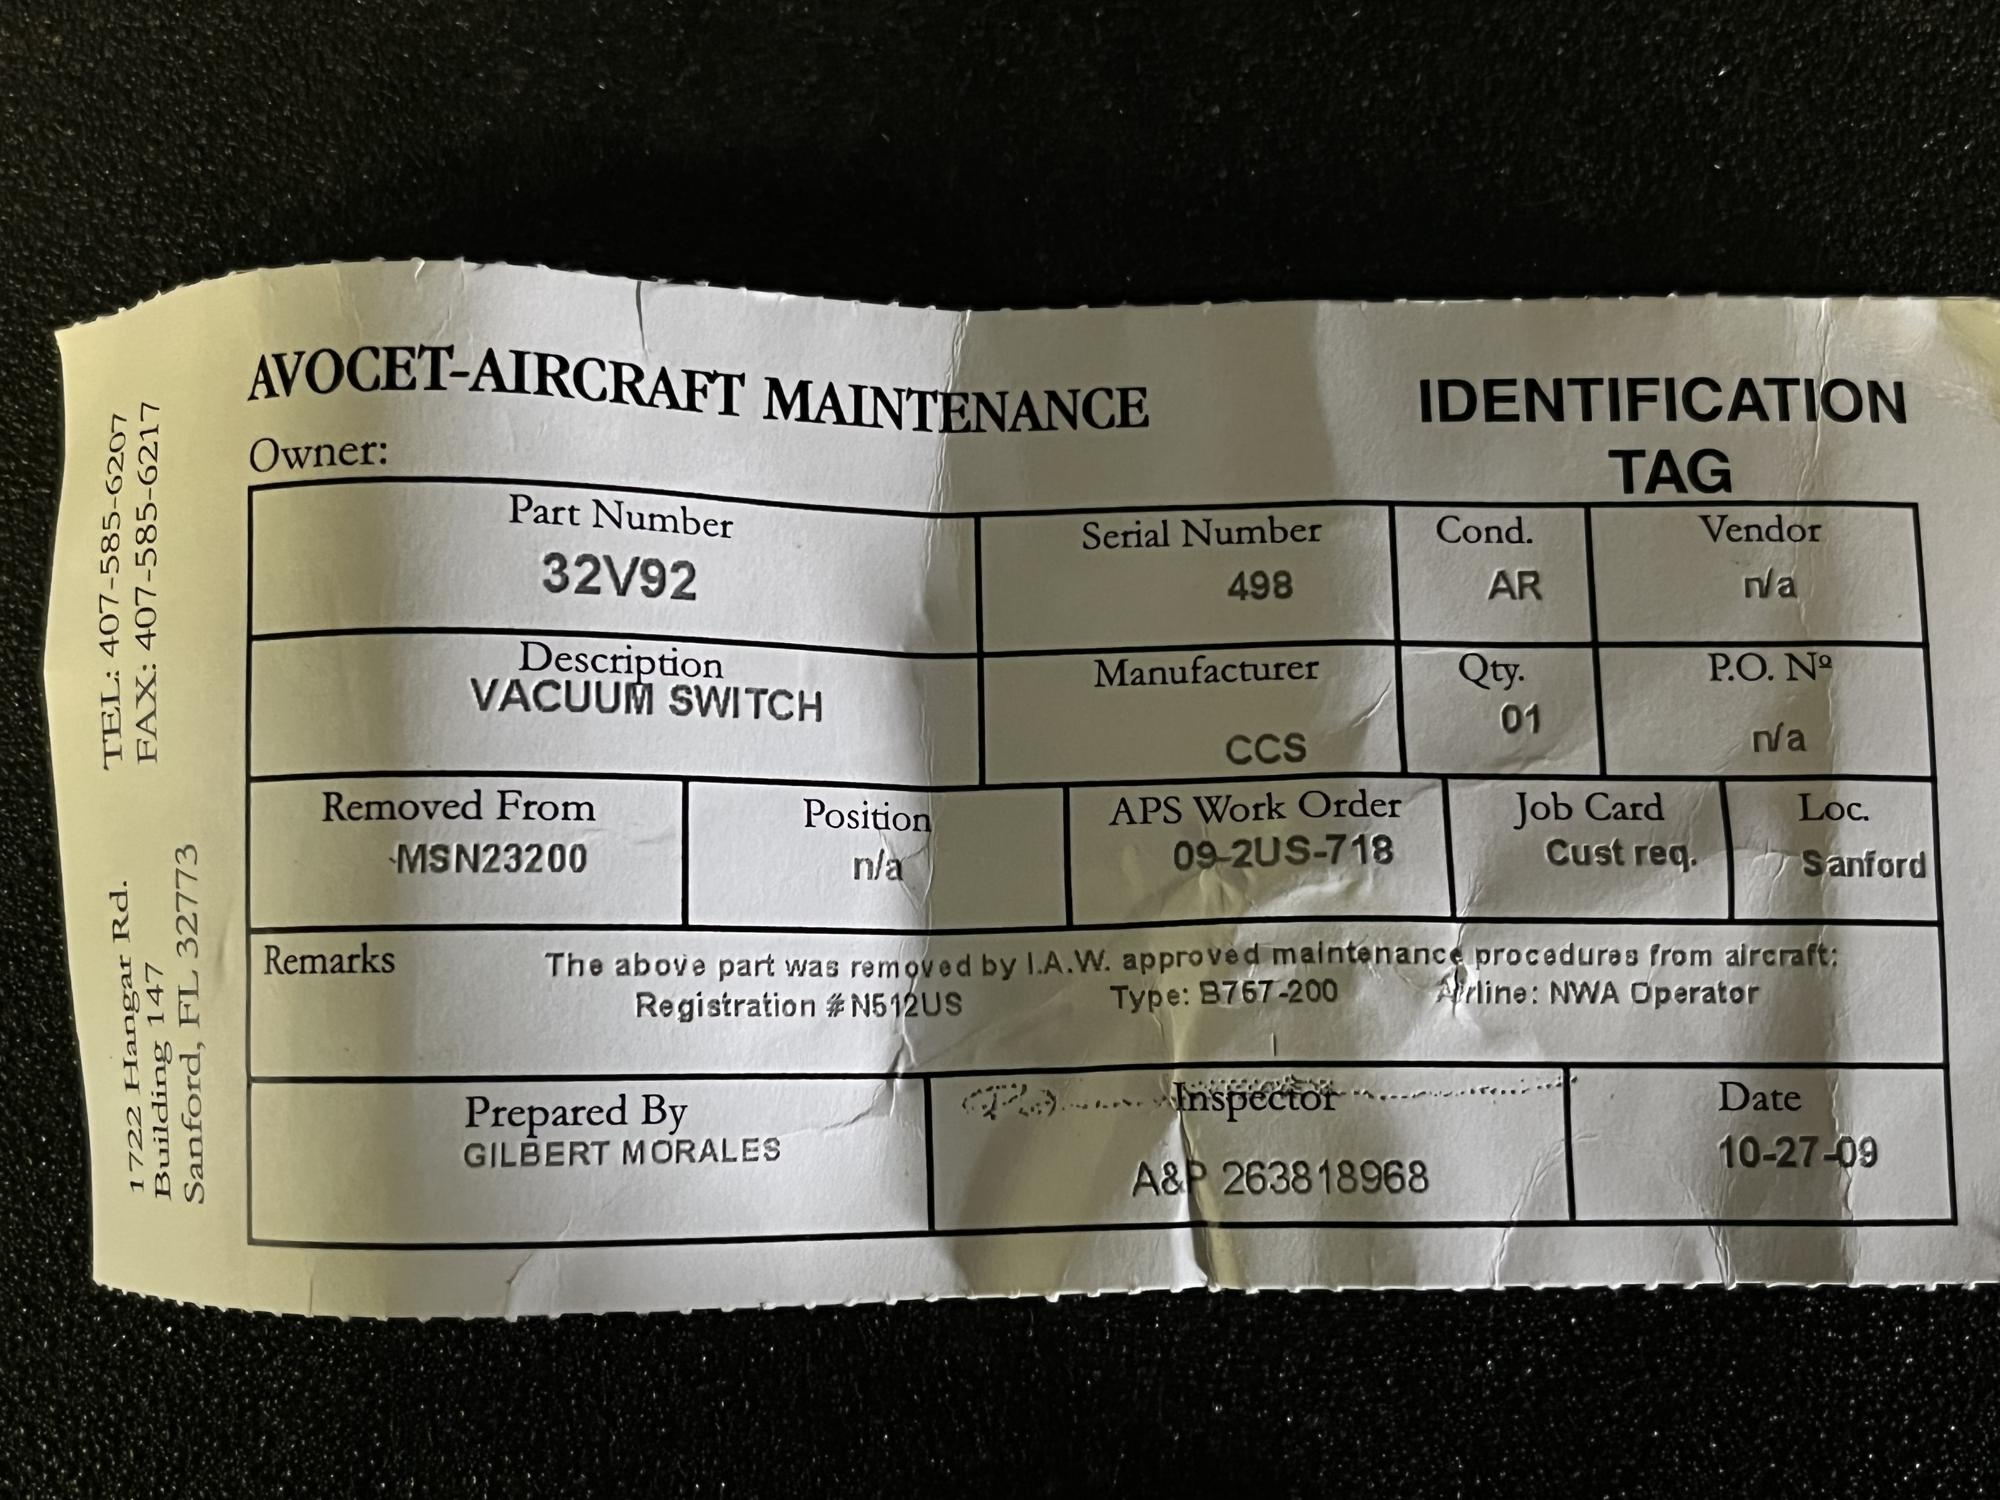 AVOCET-AIRCRAFT MAINTENANCE
IDENTIFICATION
TAG
Owner:
Part Number
32V92
Serial Number
498
Cond.
AR
Vendor
n/a
Description
VACUUM SWITCH
Manufacturer
CCS
Qty.
01
P.O. Nº
n/a
Removed From
MSN23200
Position
n/a
APS Work Order
09-2US-718
Job Card
Cust req.
Loc.
Sanford
Remarks
The above part was removed by I.A.W. approved maintenance procedures from aircraft:
Registration # N512US Type: B767-200 Airline: NWA Operator
Prepared By
GILBERT MORALES
Inspector
A&P 263818968
Date
10-27-09
TEL: 407-585-6207
FAX: 407-585-6217
1722 Hangar Rd.
Building 147
Sanford, FL 32773